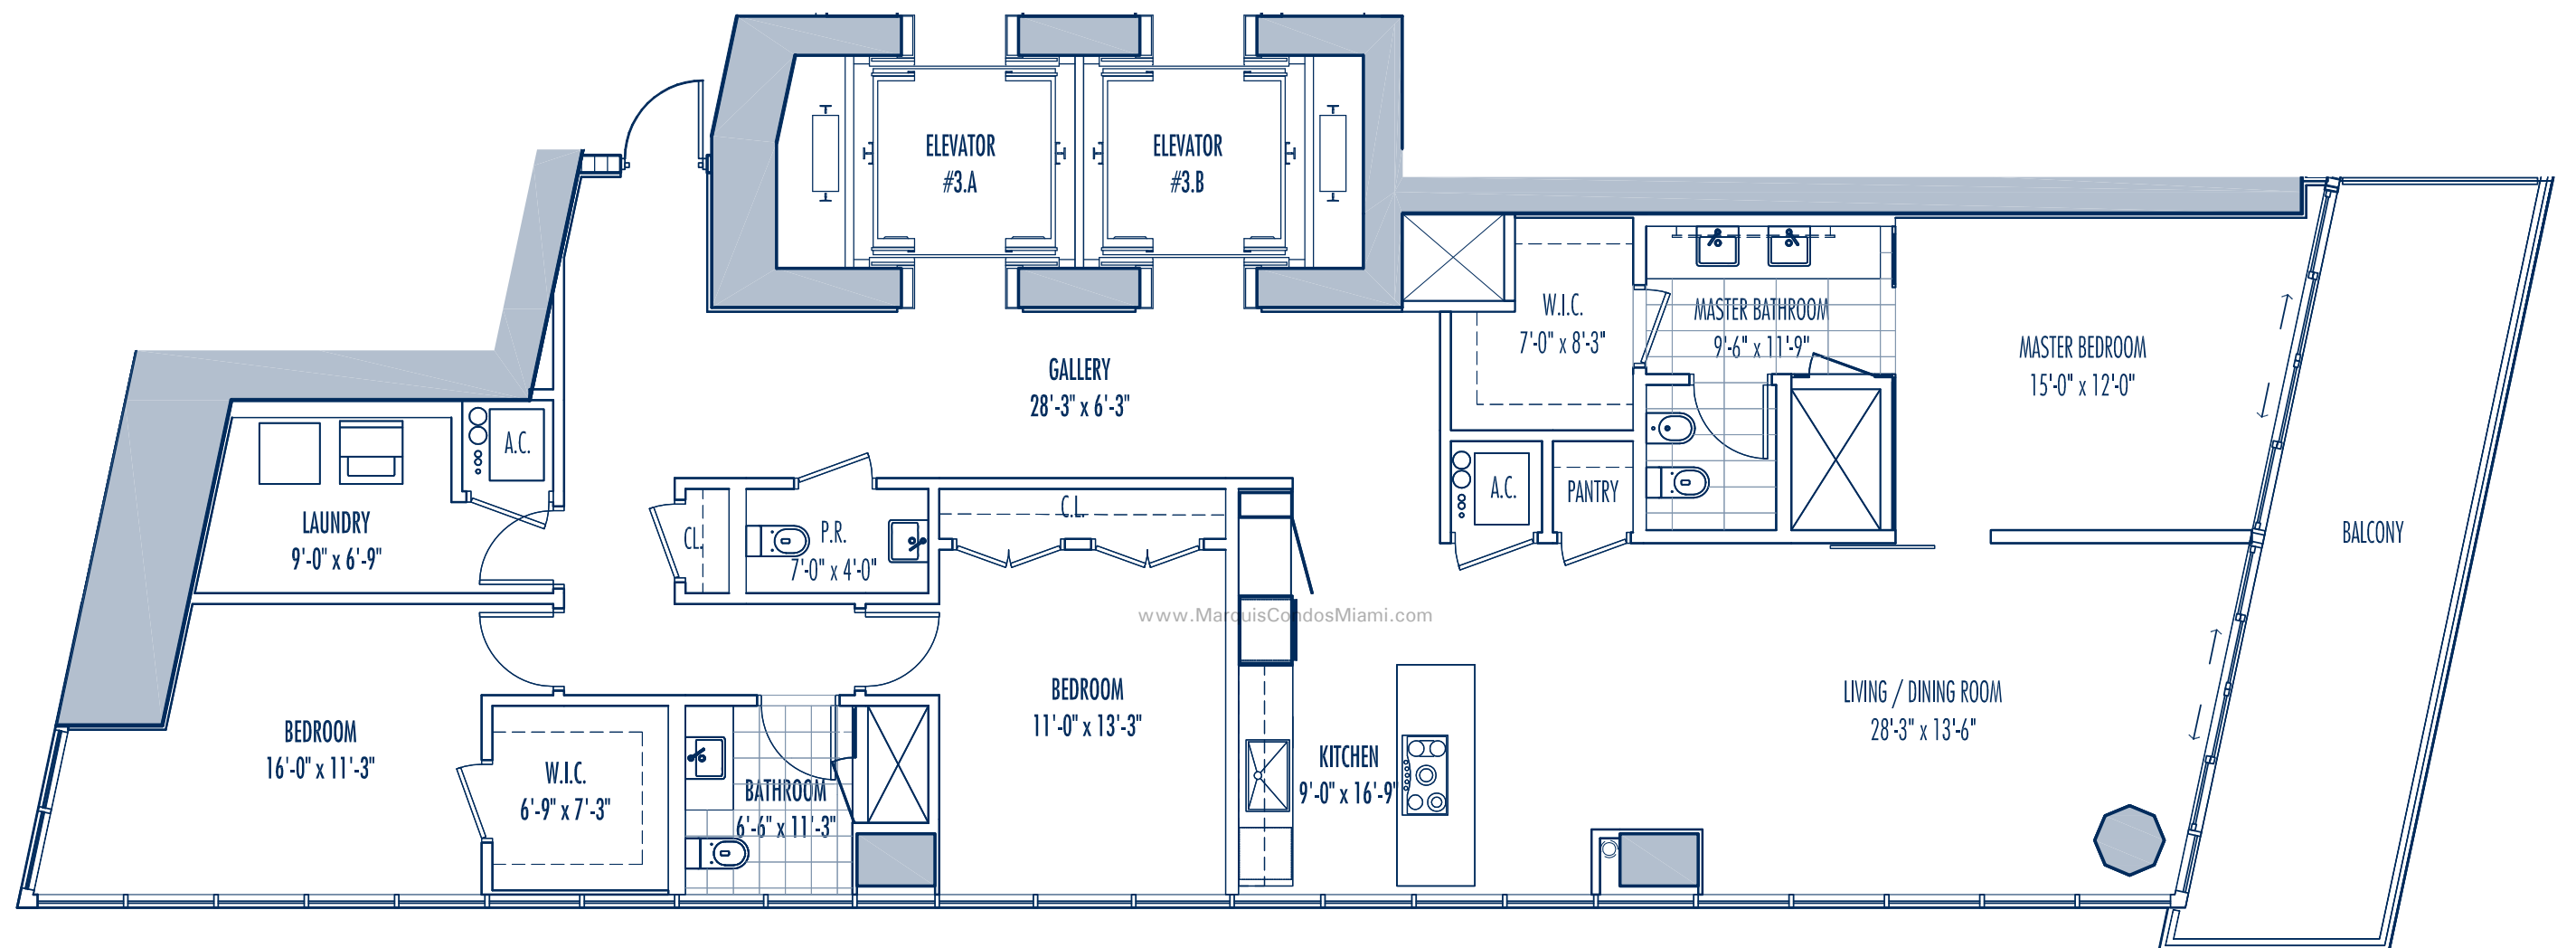 ELEVATOR
#3.A
ELEVATOR
#3.B
W.I.C.
7'-0" x 8'-3"
MASTER BATHROOM
9'-6" x 11'-9"
MASTER BEDROOM
15'-0" x 12'-0"
GALLERY
28'-3" x 6'-3"
A.C.
LAUNDRY
9'-0" x 6'-9"
CL.
P.R.
7'-0" x 4'-0"
C.L.
A.C.
PANTRY
BALCONY
www.MarquisCondosMiami.com
BEDROOM
16'-0" x 11'-3"
W.I.C.
6'-9" x 7'-3"
BATHROOM
6'-6" x 11'-3"
BEDROOM
11'-0" x 13'-3"
KITCHEN
9'-0" x 16'-9"
LIVING / DINING ROOM
28'-3" x 13'-6"